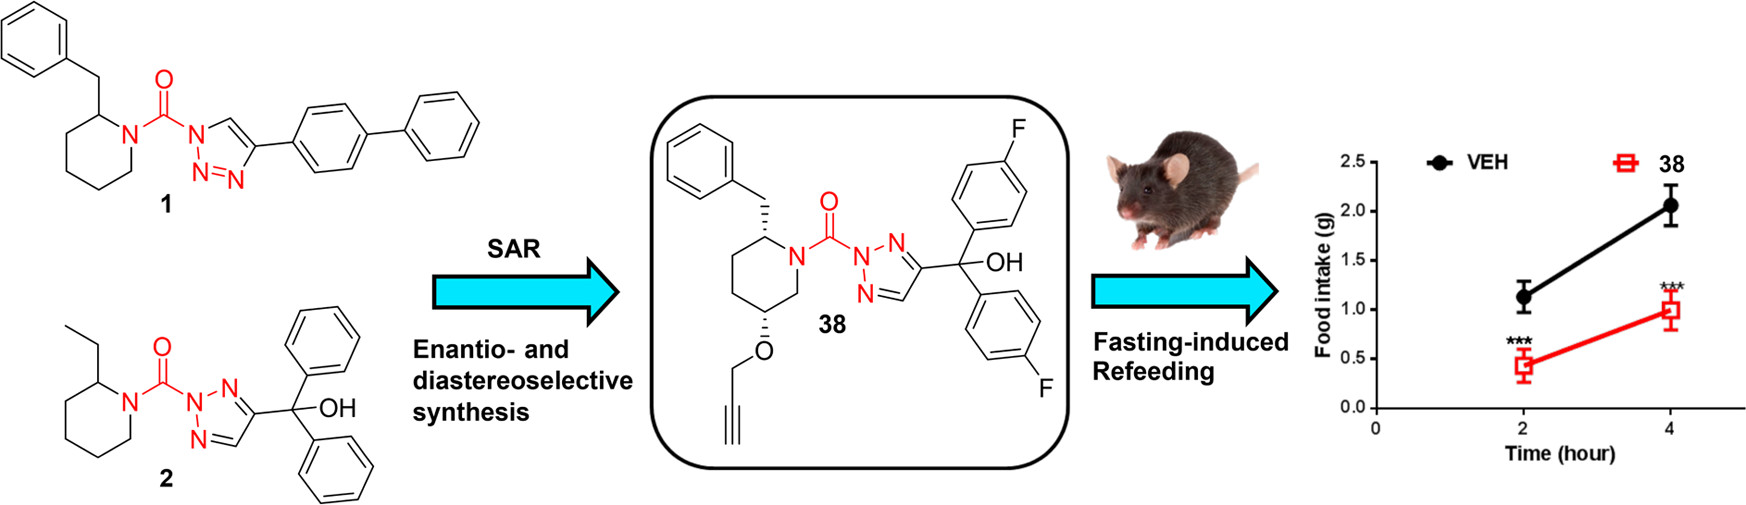 O
N
N
N
N
1
O
N
N
N
N
OH
2
SAR
Enantio- and
diastereoselective
synthesis
F
O
N
N
N
N
OH
O
F
38
Fasting-induced
Refeeding
VEH
38
Food intake (g)
2.5
2.0
1.5
1.0
0.5
0.0
***
***
0
2
4
Time (hour)